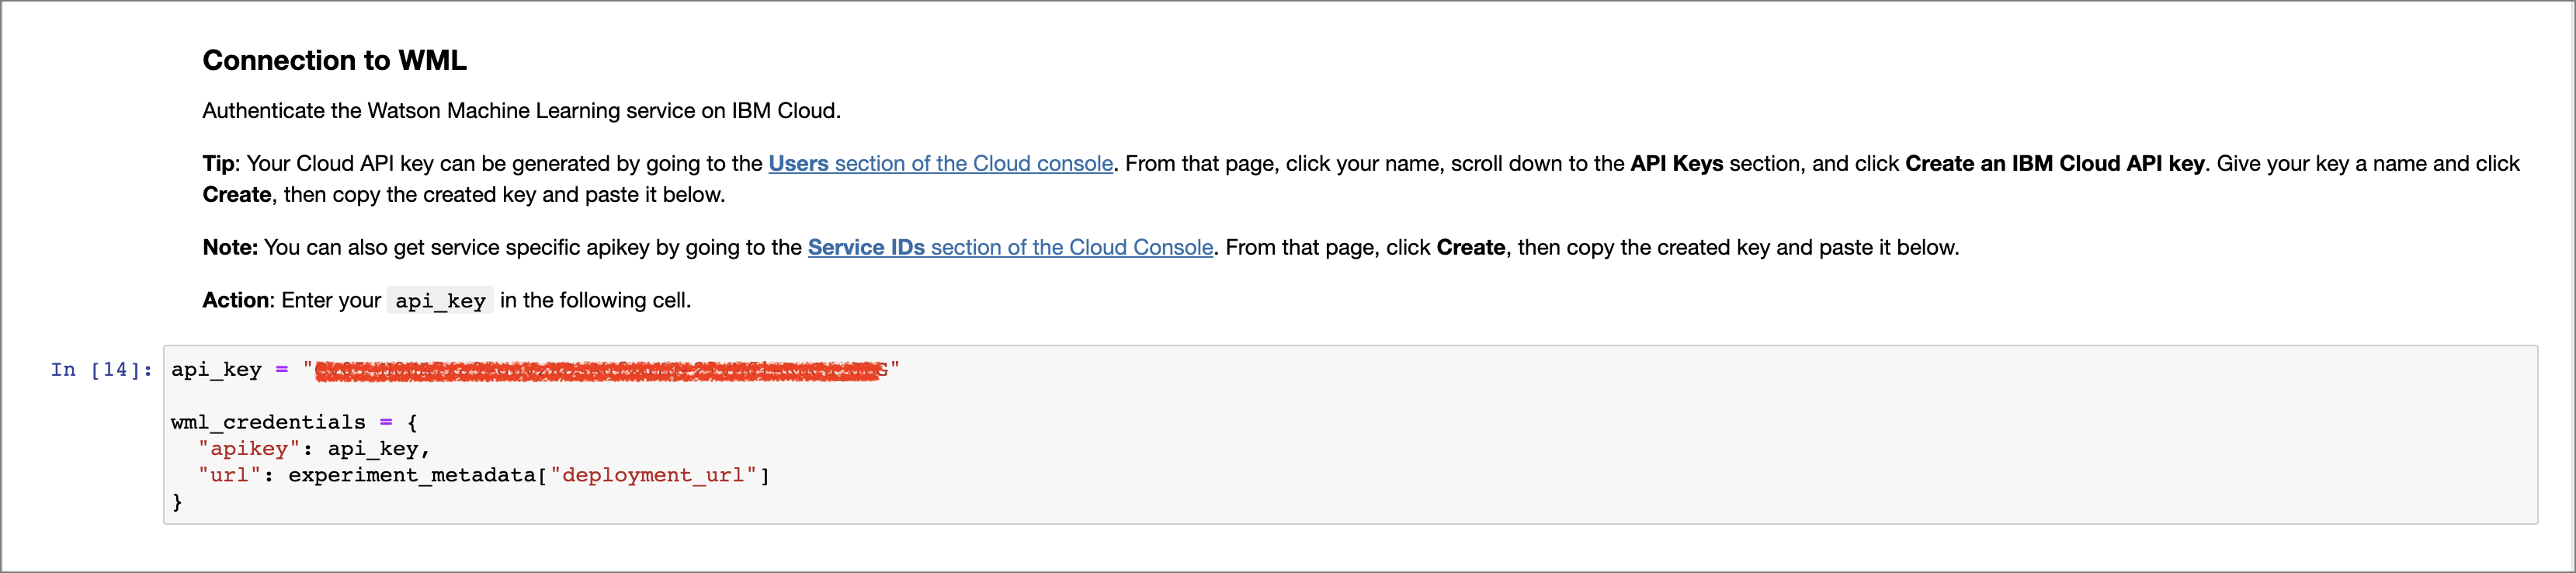 Connection to WML
Authenticate the Watson Machine Learning service on IBM Cloud.
Tip: Your Cloud API key can be generated by going to the Users section of the Cloud console. From that page, click your name, scroll down to the API Keys section, and click Create an IBM Cloud API key. Give your key a name and click
Create, then copy the created key and paste it below.
Note: You can also get service specific apikey by going to the Service IDs section of the Cloud Console. From that page, click Create, then copy the created key and paste it below.
Action: Enter your api_key in the following cell.
In [14]: api_key = " "
wml_credentials = {
"apikey": api_key,
"url": experiment_metadata["deployment_url"]
}